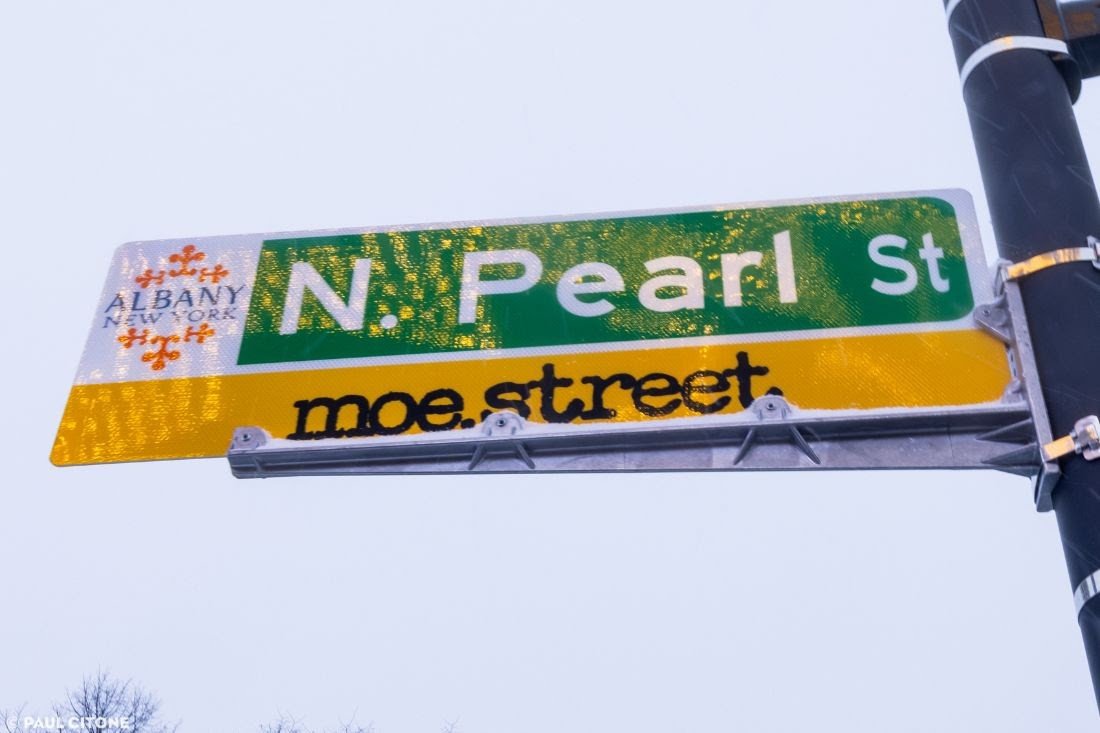 ALBANY
NEW YORK
N. Pearl St
moe.street.
© PAUL CITONE